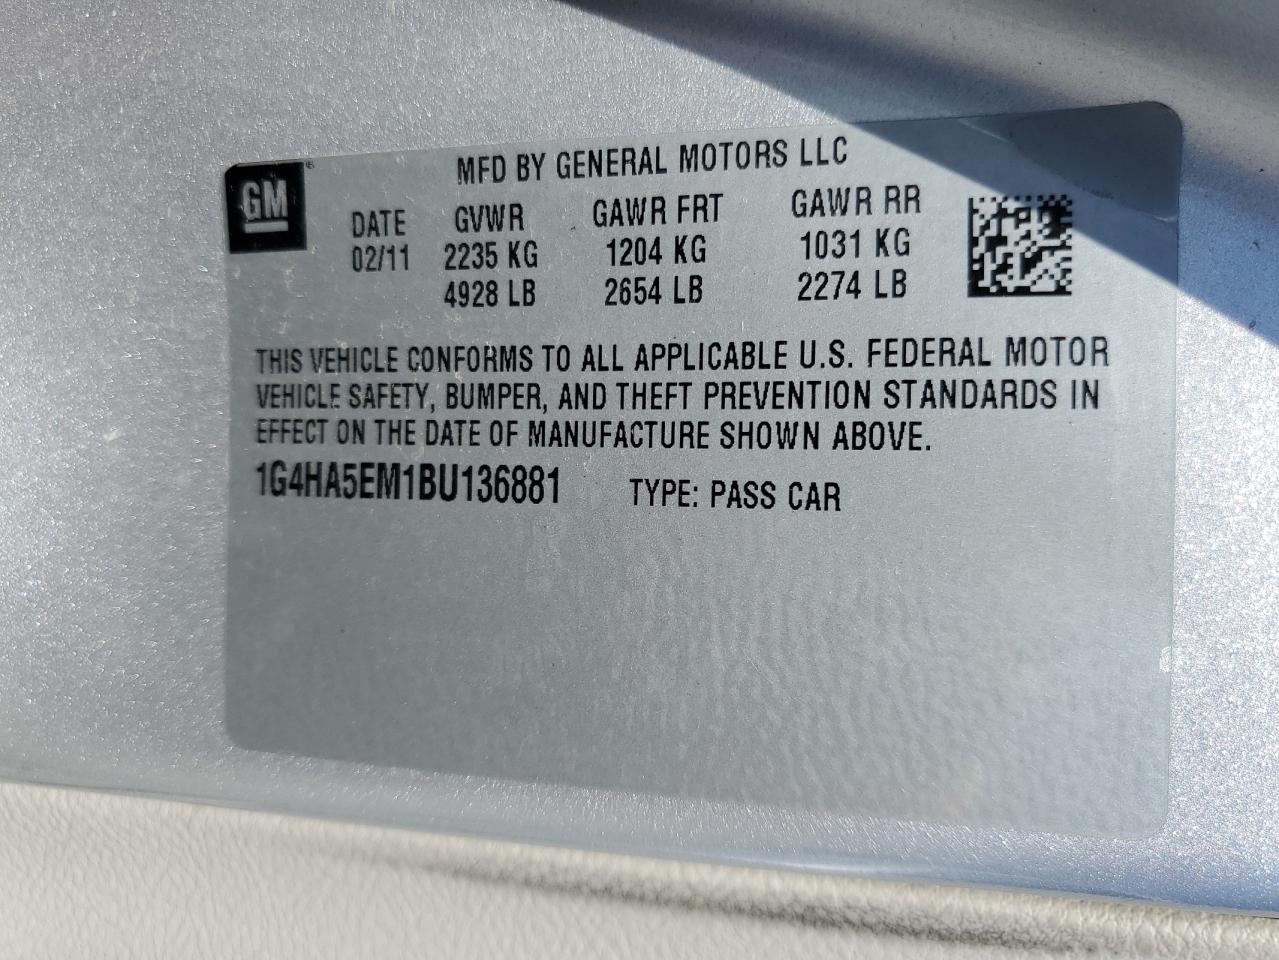 GM
MFD BY GENERAL MOTORS LLC
DATE GVWR GAWR FRT GAWR RR
02/11 2235 KG 1204 KG 1031 KG
4928 LB 2654 LB 2274 LB
THIS VEHICLE CONFORMS TO ALL APPLICABLE U.S. FEDERAL MOTOR
VEHICLE SAFETY, BUMPER, AND THEFT PREVENTION STANDARDS IN
EFFECT ON THE DATE OF MANUFACTURE SHOWN ABOVE.
1G4HA5EM1BU136881 TYPE: PASS CAR